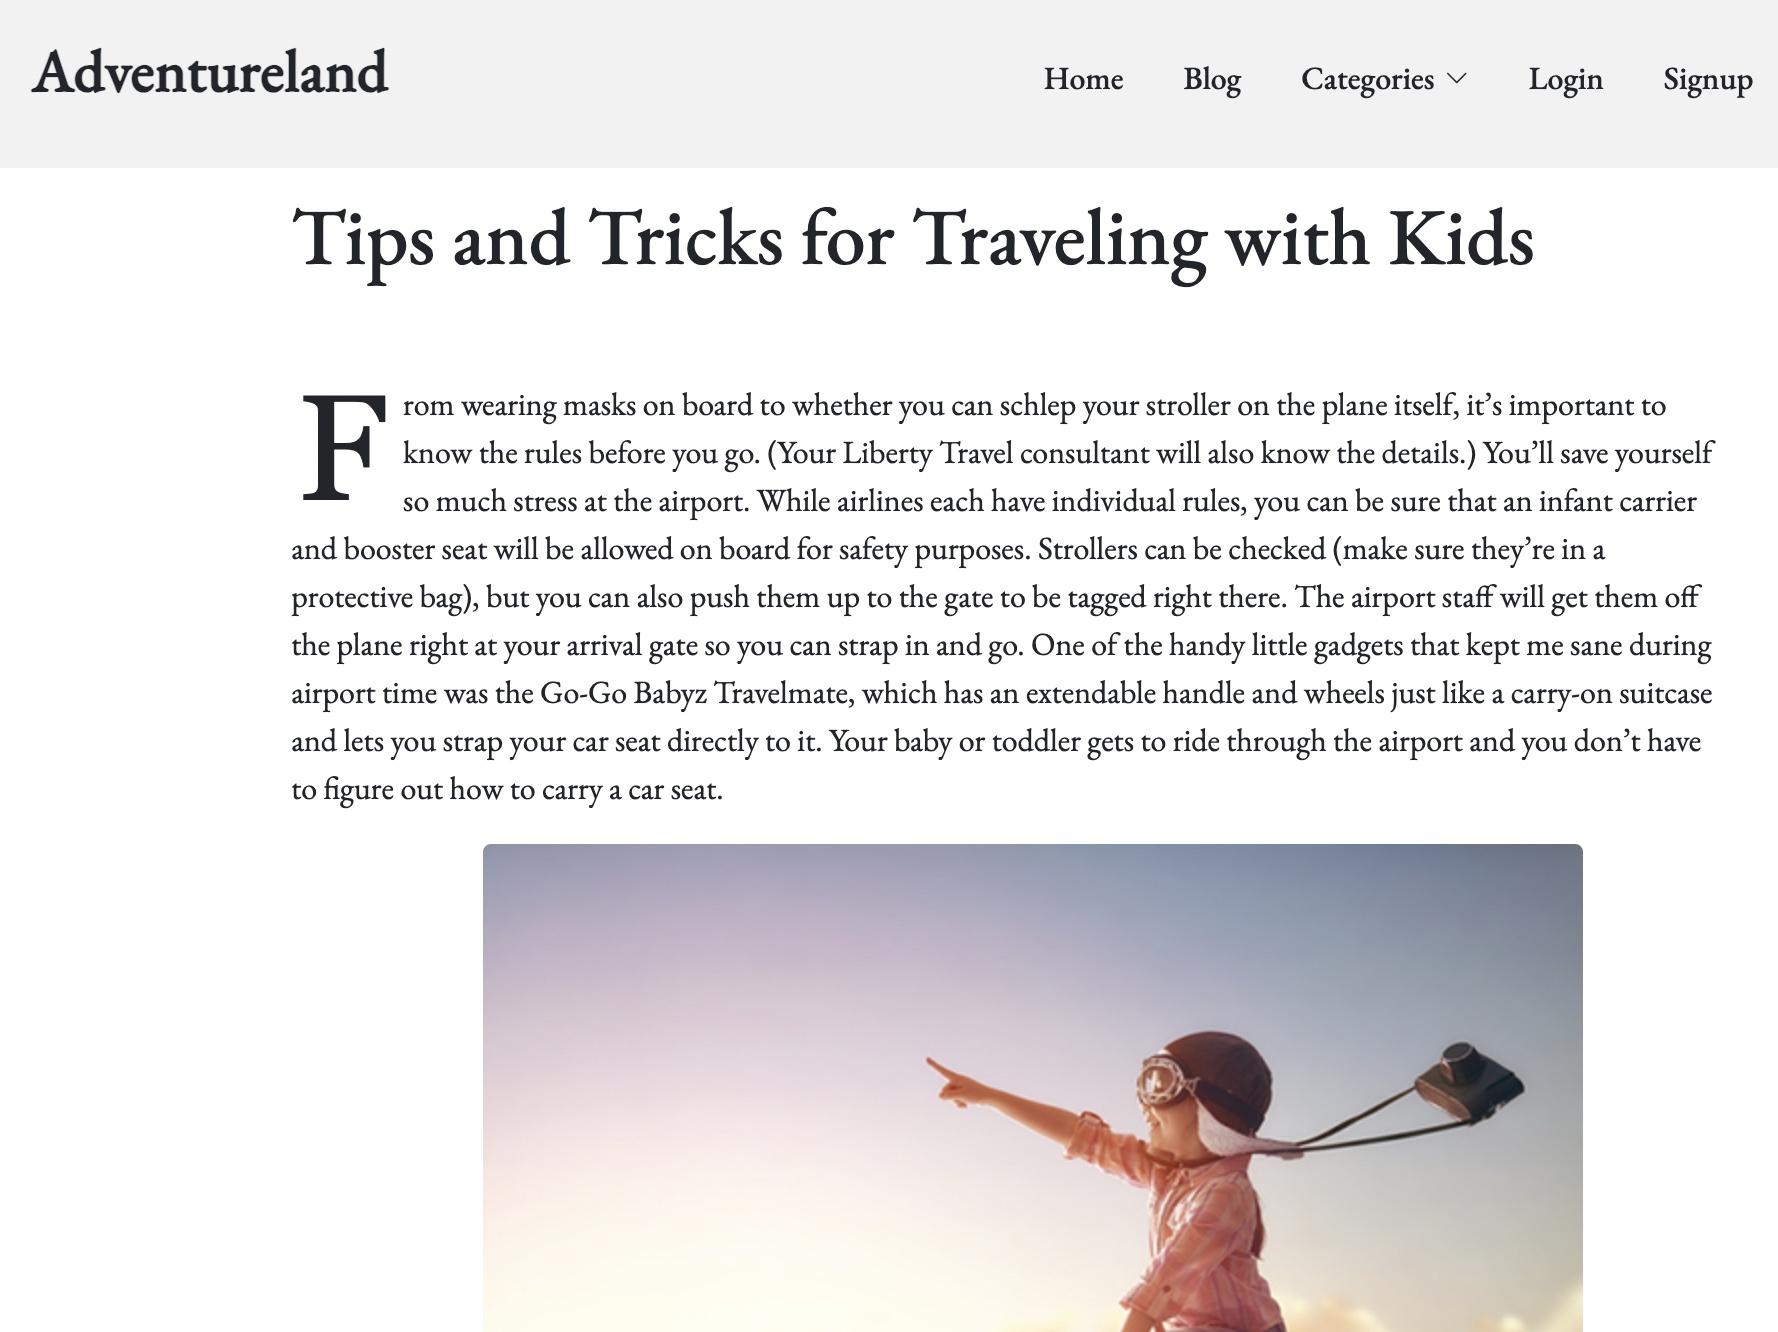 Adventureland
Home Blog Categories Login Signup
Tips and Tricks for Traveling with Kids
From wearing masks on board to whether you can schlep your stroller on the plane itself, it’s important to
know the rules before you go. (Your Liberty Travel consultant will also know the details.) You’ll save yourself
so much stress at the airport. While airlines each have individual rules, you can be sure that an infant carrier
and booster seat will be allowed on board for safety purposes. Strollers can be checked (make sure they’re in a
protective bag), but you can also push them up to the gate to be tagged right there. The airport staff will get them off
the plane right at your arrival gate so you can strap in and go. One of the handy little gadgets that kept me sane during
airport time was the Go-Go Babyz Travelmate, which has an extendable handle and wheels just like a carry-on suitcase
and lets you strap your car seat directly to it. Your baby or toddler gets to ride through the airport and you don’t have
to figure out how to carry a car seat.